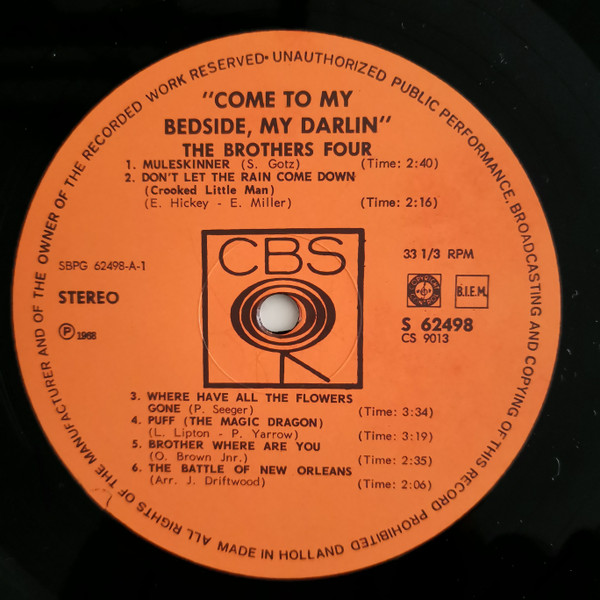 "COME TO MY
BEDSIDE, MY DARLIN"
THE BROTHERS FOUR
1. MULESKINNER (S. Gotz) (Time: 2:40)
2. DON'T LET THE RAIN COME DOWN
(Crooked Little Man)
(E. Hickey - E. Miller) (Time: 2:16)
CBS
SBPG 62498-A-1
33 1/3 RPM
STEREO
B.I.E.M.
℗ 1968
S 62498
CS 9013
3. WHERE HAVE ALL THE FLOWERS
GONE (P. Seeger) (Time: 3:34)
4. PUFF (THE MAGIC DRAGON)
(L. Lipton - P. Yarrow) (Time: 3:19)
5. BROTHER WHERE ARE YOU
(O. Brown Jnr.) (Time: 2:35)
6. THE BATTLE OF NEW ORLEANS
(Arr. J. Driftwood) (Time: 2:06)
ALL RIGHTS OF THE MANUFACTURER AND OF THE OWNER OF THE RECORDED WORK RESERVED· UNAUTHORIZED PUBLIC PERFORMANCE, BROADCASTING AND COPYING OF THIS RECORD PROHIBITED
MADE IN HOLLAND